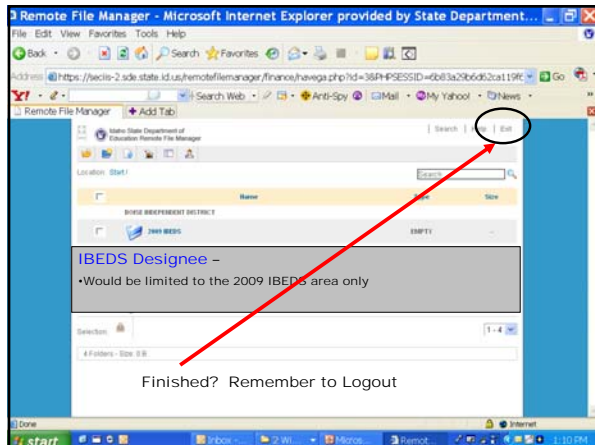 Remote File Manager - Microsoft Internet Explorer provided by State Department...
File Edit View Favorites Tools Help
Back Search Favorites
Address https://seciis-2.sde.state.id.us/remotefilemanager/finance/navega.php?id=38PHPSESSID= Go
Y! Search Web Anti-Spy Mail My Yahoo! News
Remote File Manager Add Tab
Idaho State Department of
Education Remote File Manager
Search | Help | Exit
Location: Start /
Search
Name Type Size
BOISE INDEPENDENT DISTRICT
2009 IBEDS EMPTY -
IBEDS Designee –
•Would be limited to the 2009 IBEDS area only
Selection:
1 - 4
4 Folders - Size: 0 B
Finished? Remember to Logout
Done Internet
start Inbox - ... 2 Wi... Micros... Remot... 1:10 PM